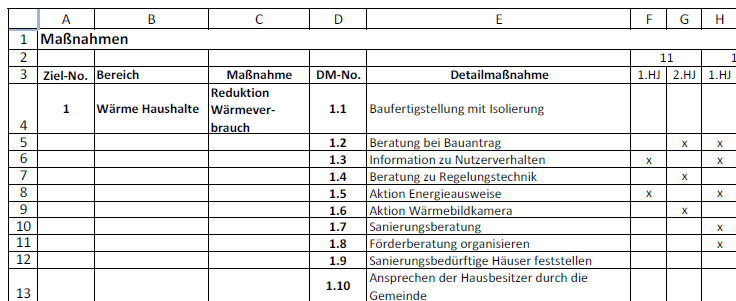 A B C D E F G H
1 Maßnahmen
2 11 1
3 Ziel-No. Bereich Maßnahme DM-No. Detailmaßnahme 1.HJ 2.HJ 1.HJ
Reduktion
1 Wärme Haushalte Wärmever- 1.1 Baufertigstellung mit Isolierung
4 brauch
5 1.2 Beratung bei Bauantrag x x
6 1.3 Information zu Nutzerverhalten x x
7 1.4 Beratung zu Regelungstechnik x
8 1.5 Aktion Energieausweise x x
9 1.6 Aktion Wärmebildkamera x
10 1.7 Sanierungsberatung x
11 1.8 Förderberatung organisieren x
12 1.9 Sanierungsbedürftige Häuser feststellen
1.10 Ansprechen der Hausbesitzer durch die
13 Gemeinde